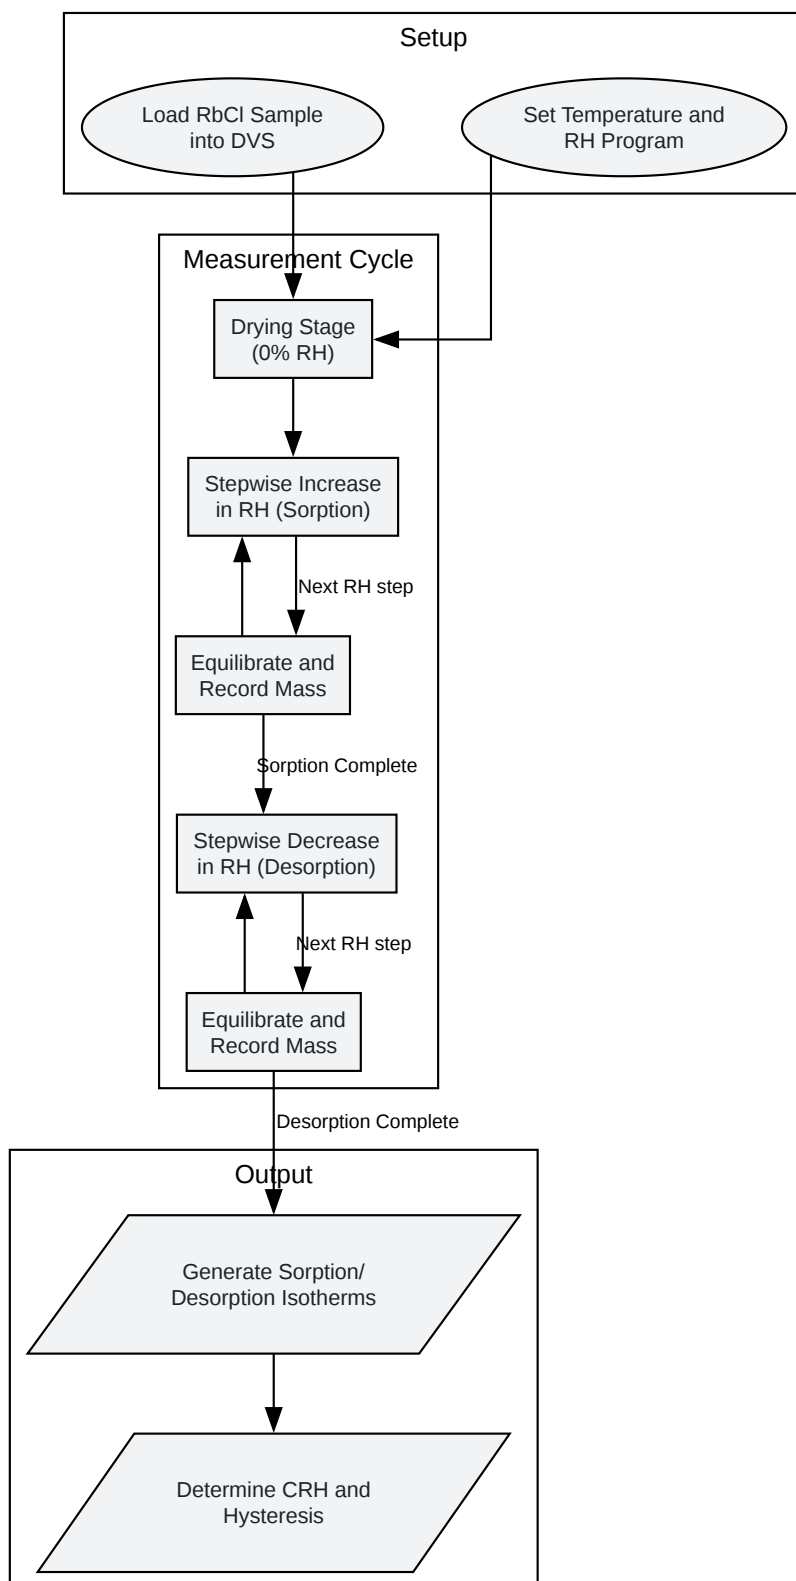 Setup
Load RbCl Sample
into DVS
Set Temperature and
RH Program
Measurement Cycle
Drying Stage
(0% RH)
Stepwise Increase
in RH (Sorption)
Next RH step
Equilibrate and
Record Mass
Sorption Complete
Stepwise Decrease
in RH (Desorption)
Next RH step
Equilibrate and
Record Mass
Desorption Complete
Output
Generate Sorption/
Desorption Isotherms
Determine CRH and
Hysteresis